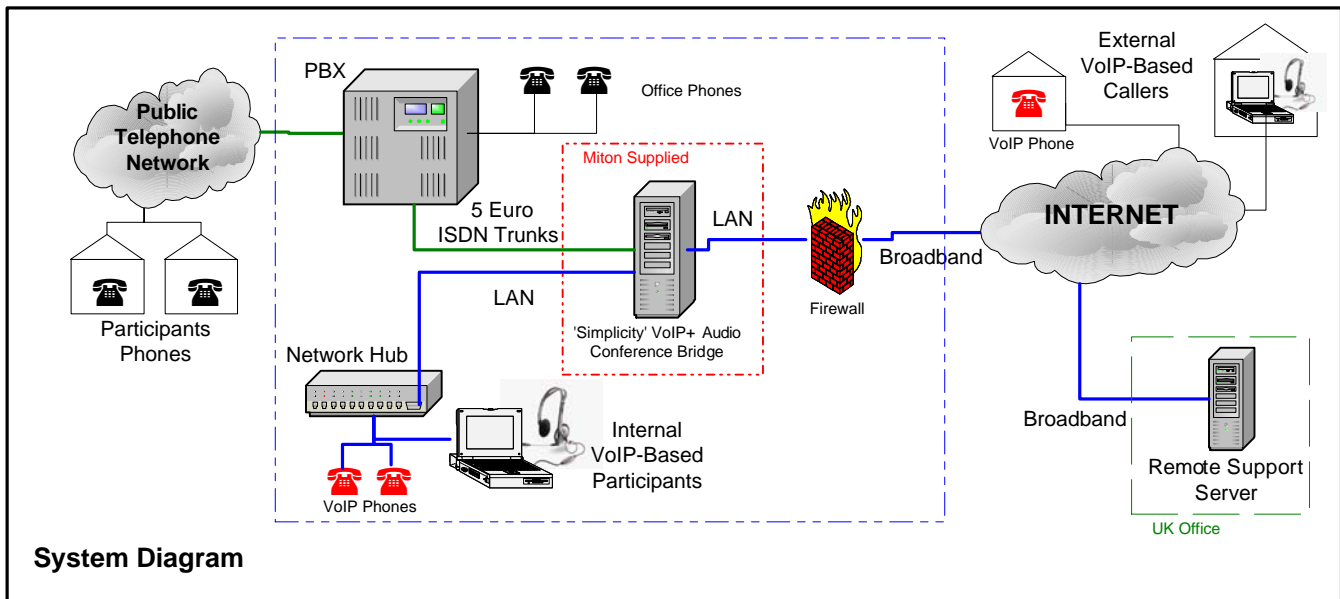 PBX
Office Phones
Public
Telephone
Network
Participants
Phones
5 Euro
ISDN Trunks
LAN
Miton Supplied
'Simplicity' VoIP+ Audio
Conference Bridge
LAN
Firewall
Broadband
Network Hub
VoIP Phones
Internal
VoIP-Based
Participants
External
VoIP-Based
Callers
VoIP Phone
INTERNET
Broadband
Remote Support
Server
UK Office
System Diagram